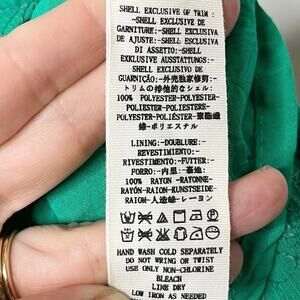 SHELL EXCLUSIVE OF TRIM :
-SHELL EXCLUSIVE DE
GARNITURE:-SHELL EXCLUSIVA
DE AJUSTE:-SHELL ESCLUSIVA
DI ASSETTO:-SHELL
EXKLUSIVE AUSSTATTUNGS:-
SHELL EXCLUSIVO DE
GUARNIÇÃO:-外壳独家修剪:-
トリムの排他的なシェル:-
100% POLYESTER-POLYESTER-
POLYESTER-POLIÉSTER-POLIESTERE-
POLYESTER-POLYESTER-聚酯纖
維-ポリエステル
LINING:-DOUBLURE:-
REVESTIMIENTO:-
RIVESTIMENTO:-FUTTER:-
FORRO:-内里:-裏地:-
100% RAYON-RAYONNE-
RAYÓN-RAION-KUNSTSEIDE-
RAIOM-人造絲-レーヨン
HAND WASH COLD SEPARATELY
DO NOT WRING OR TWIST
USE ONLY NON-CHLORINE
BLEACH
LINE DRY
LOW IRON AS NEEDED